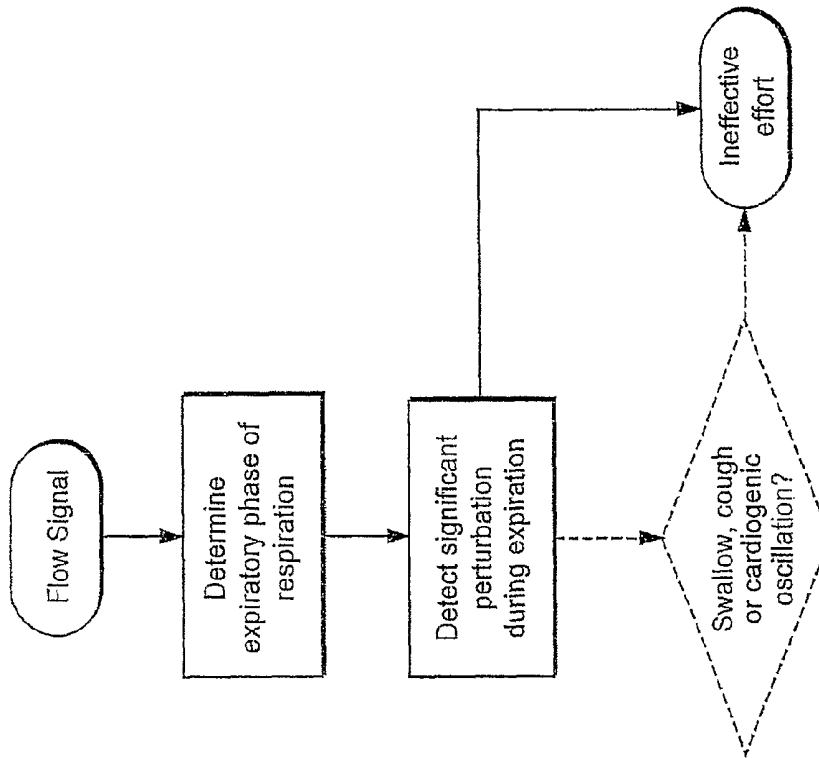 Flow Signal
Determine
expiratory phase of
respiration
Detect significant
perturbation
during expiration
Swallow, cough
or cardiogenic
oscillation?
Ineffective
effort